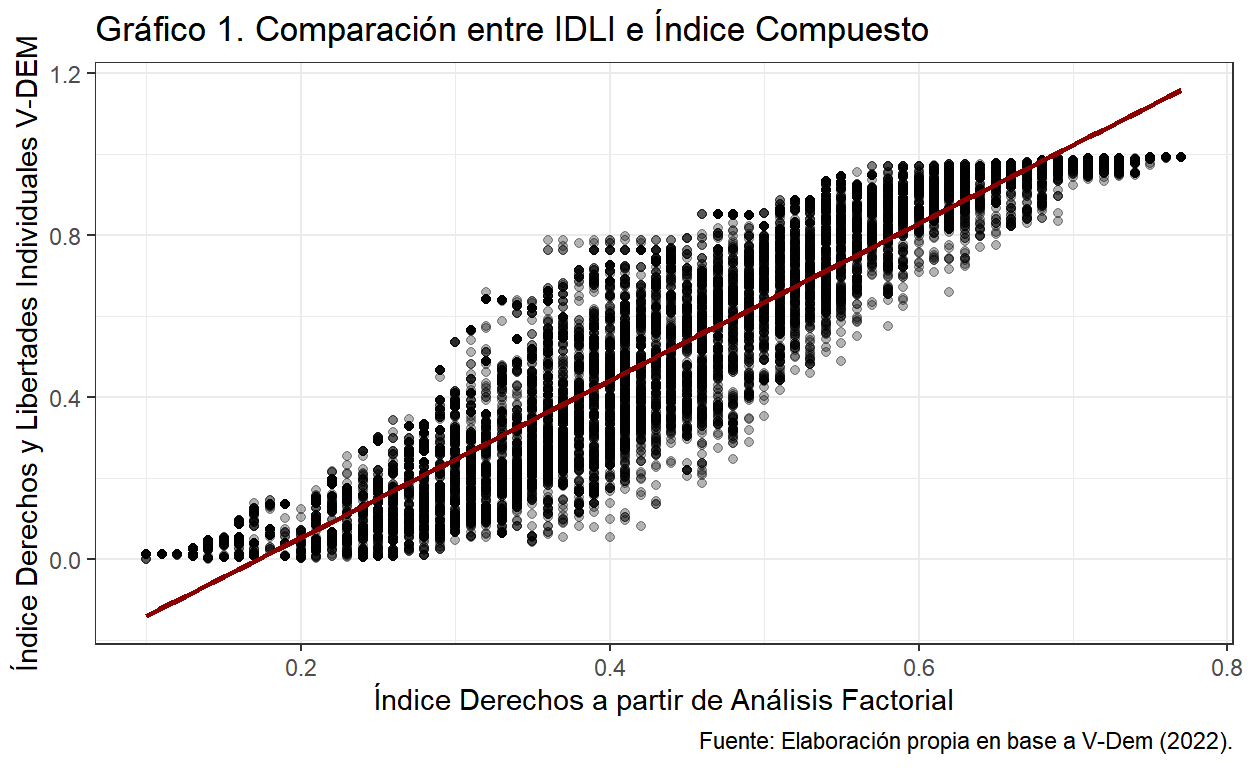 Gráfico 1. Comparación entre IDLI e Índice Compuesto
Índice Derechos y Libertades Individuales V-DEM
1.2
0.8
0.4
0.0
0.2
0.4
0.6
0.8
Índice Derechos a partir de Análisis Factorial
Fuente: Elaboración propia en base a V-Dem (2022).